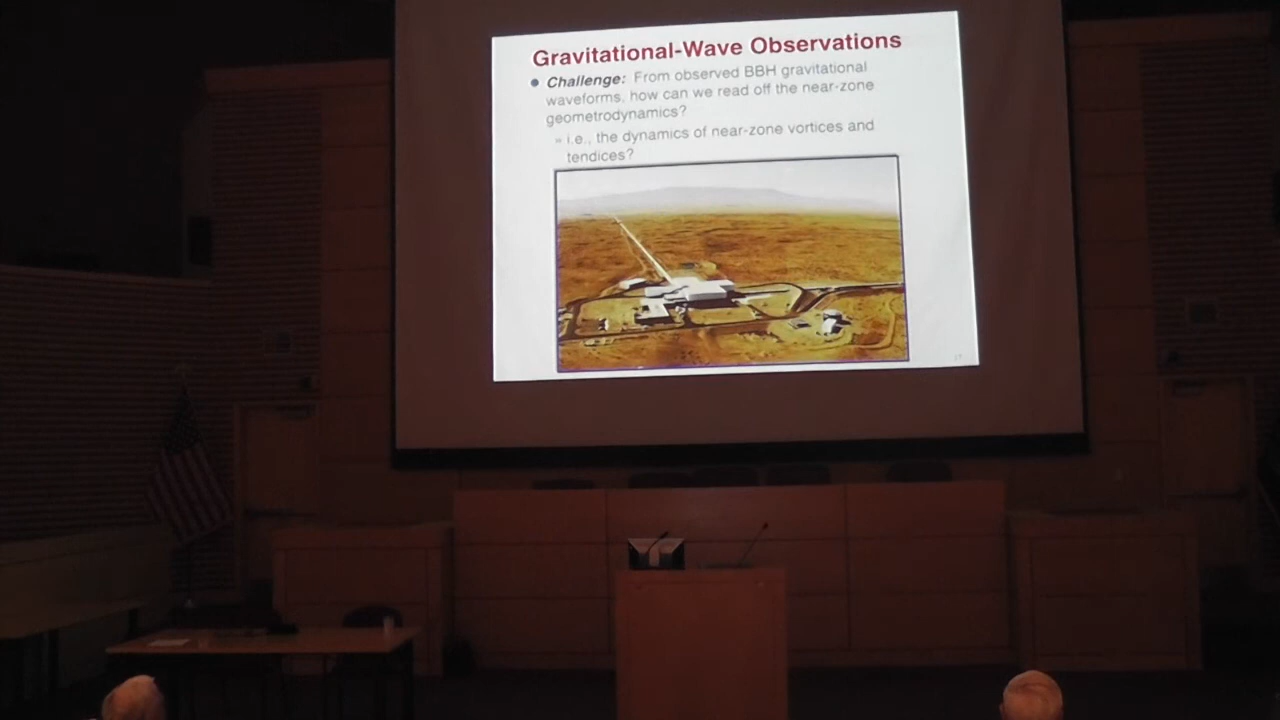 Gravitational-Wave Observations
• Challenge: From observed BBH gravitational
waveforms, how can we read off the near-zone
geometrodynamics?
» i.e., the dynamics of near-zone vortices and
tendices?